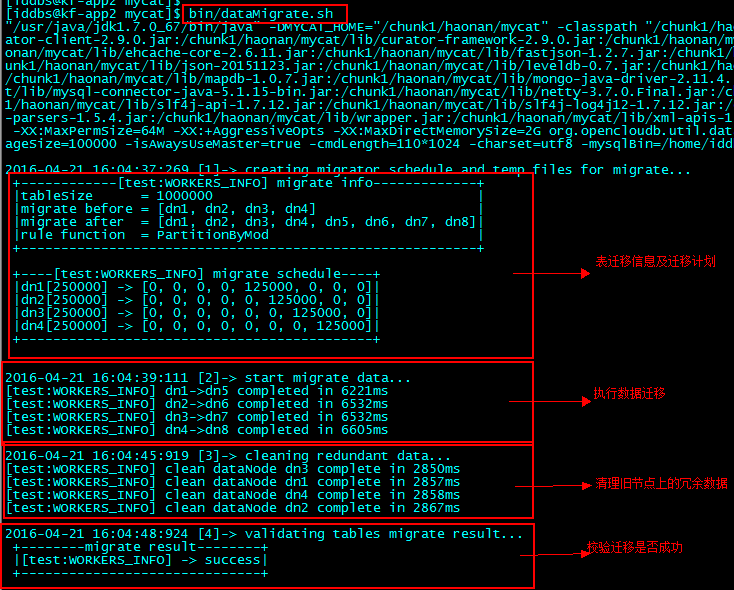 [iddbs@kf-app2 mycat]$
[iddbs@kf-app2 mycat]$ bin/dataMigrate.sh
"/usr/java/jdk1.7.0_67/bin/java" -DMYCAT_HOME="/chunk1/haonan/mycat" -classpath "/chunk1/haona
ator-client-2.9.0.jar:/chunk1/haonan/mycat/lib/curator-framework-2.9.0.jar:/chunk1/haonan/myca
onan/mycat/lib/ehcache-core-2.6.11.jar:/chunk1/haonan/mycat/lib/fastjson-1.2.7.jar:/chunk1/hao
unk1/haonan/mycat/lib/json-20151123.jar:/chunk1/haonan/mycat/lib/leveldb-0.7.jar:/chunk1/haona
/chunk1/haonan/mycat/lib/mapdb-1.0.7.jar:/chunk1/haonan/mycat/lib/mongo-java-driver-2.11.4.
t/lib/mysql-connector-java-5.1.15-bin.jar:/chunk1/haonan/mycat/lib/netty-3.7.0.Final.jar:/chun
1/haonan/mycat/lib/slf4j-api-1.7.12.jar:/chunk1/haonan/mycat/lib/slf4j-log4j12-1.7.12.jar:/chu
-parsers-1.5.4.jar:/chunk1/haonan/mycat/lib/wrapper.jar:/chunk1/haonan/mycat/lib/xml-apis-1
-XX:MaxPermSize=64M -XX:+AggressiveOpts -XX:MaxDirectMemorySize=2G org.opencloudb.util.dat
ageSize=100000 -isAwaysUseMaster=true -cmdLength=110*1024 -charset=utf8 -mysqlBin=/home/idd
2016-04-21 16:04:37:269 [1]-> creating migrator schedule and temp files for migrate...
+------------[test:WORKERS_INFO] migrate info-------------+
|tableSize      = 1000000                                 |
|migrate before = [dn1, dn2, dn3, dn4]                    |
|migrate after  = [dn1, dn2, dn3, dn4, dn5, dn6, dn7, dn8]|
|rule function  = PartitionByMod                          |
+---------------------------------------------------------+
+----[test:WORKERS_INFO] migrate schedule----+
|dn1[250000] -> [0, 0, 0, 0, 125000, 0, 0, 0]|
|dn2[250000] -> [0, 0, 0, 0, 0, 125000, 0, 0]|
|dn3[250000] -> [0, 0, 0, 0, 0, 0, 125000, 0]|
|dn4[250000] -> [0, 0, 0, 0, 0, 0, 0, 125000]|
+--------------------------------------------+
表迁移信息及迁移计划
2016-04-21 16:04:39:111 [2]-> start migrate data...
[test:WORKERS_INFO] dn1->dn5 completed in 6221ms
[test:WORKERS_INFO] dn2->dn6 completed in 6532ms
[test:WORKERS_INFO] dn3->dn7 completed in 6532ms
[test:WORKERS_INFO] dn4->dn8 completed in 6605ms
执行数据迁移
2016-04-21 16:04:45:919 [3]-> cleaning redundant data...
[test:WORKERS_INFO] clean dataNode dn3 complete in 2850ms
[test:WORKERS_INFO] clean dataNode dn1 complete in 2857ms
[test:WORKERS_INFO] clean dataNode dn4 complete in 2858ms
[test:WORKERS_INFO] clean dataNode dn2 complete in 2867ms
清理旧节点上的冗余数据
2016-04-21 16:04:48:924 [4]-> validating tables migrate result...
+--------migrate result--------+
|[test:WORKERS_INFO] -> success|
+------------------------------+
校验迁移是否成功